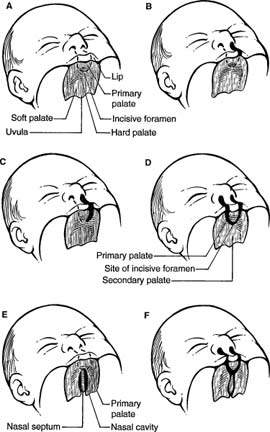 A
B
Lip
Primary
palate
Soft palate
Incisive foramen
Uvula
Hard palate
C
D
Primary palate
Site of incisive foramen
Secondary palate
E
F
Primary
palate
Nasal septum
Nasal cavity